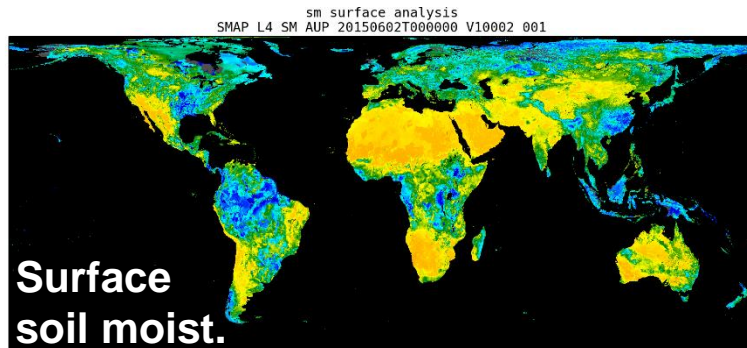 sm surface analysis
SMAP L4 SM AUP 20150602T000000 V10002 001
Surface
soil moist.